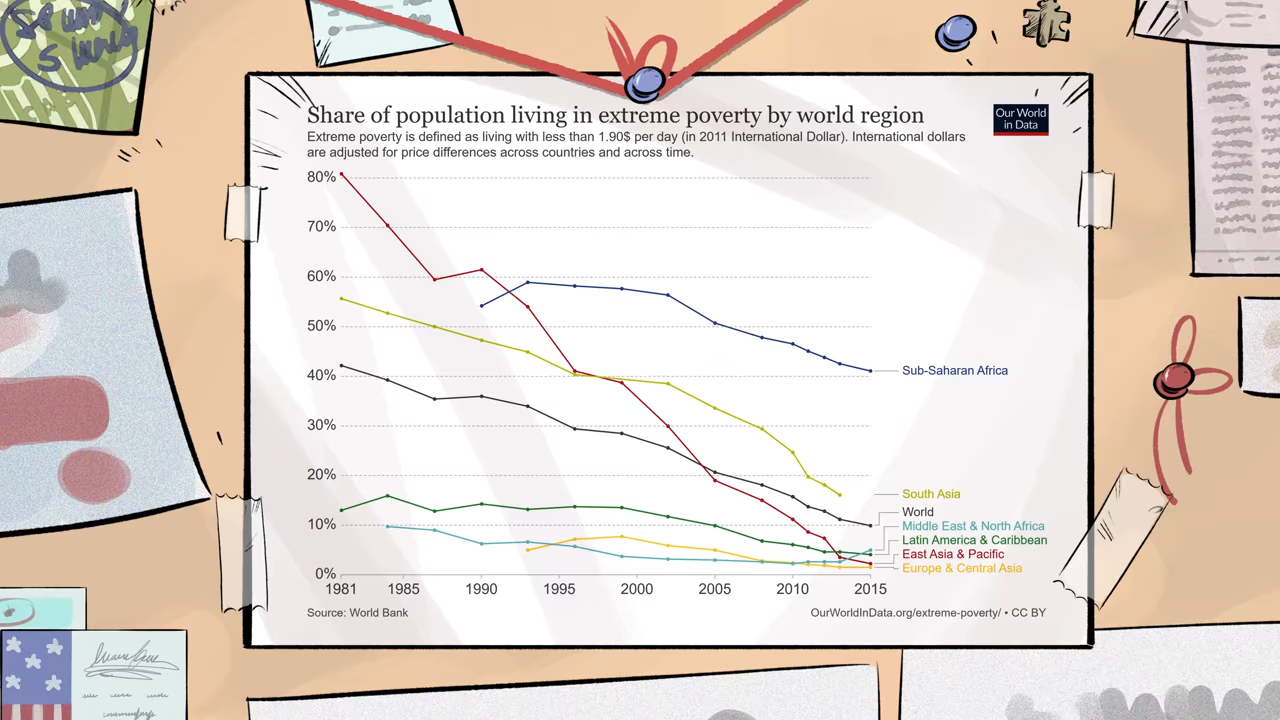 Share of population living in extreme poverty by world region
Our World
in Data
Extreme poverty is defined as living with less than 1.90$ per day (in 2011 International Dollar). International dollars
are adjusted for price differences across countries and across time.
80%
70%
60%
50%
40%
30%
20%
10%
0%
Sub-Saharan Africa
South Asia
World
Middle East & North Africa
Latin America & Caribbean
East Asia & Pacific
Europe & Central Asia
1981 1985 1990 1995 2000 2005 2010 2015
Source: World Bank
OurWorldInData.org/extreme-poverty/ • CC BY